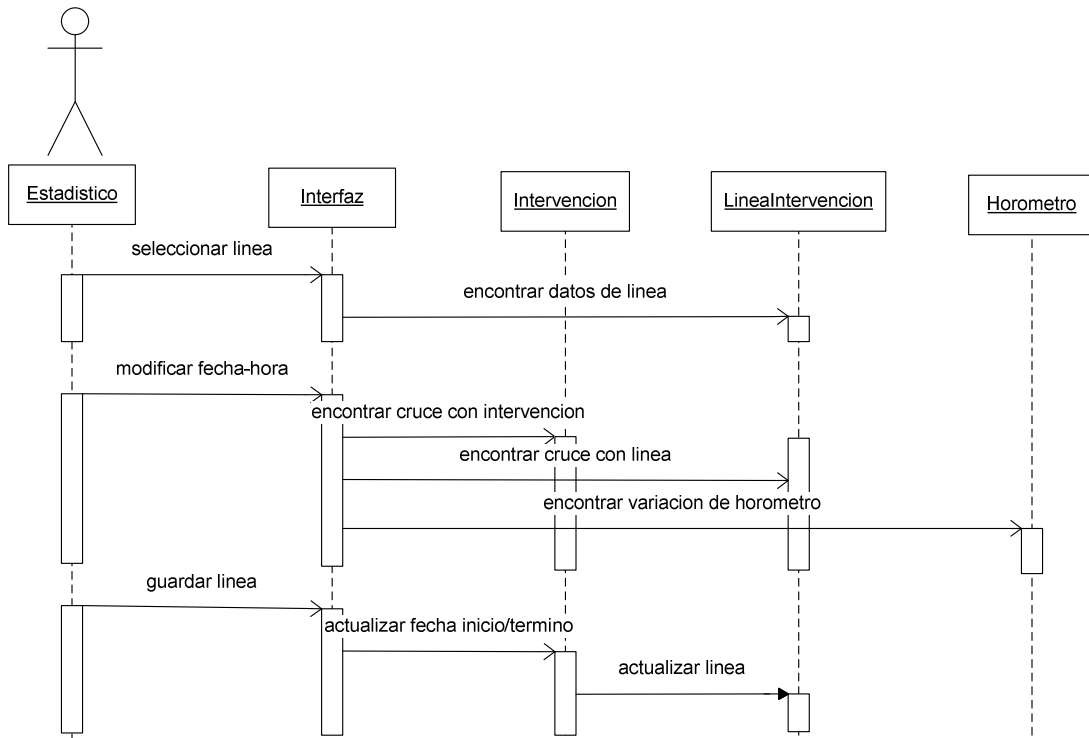 Estadistico
Interfaz
Intervencion
LineaIntervencion
Horometro
seleccionar linea
encontrar datos de linea
modificar fecha-hora
encontrar cruce con intervencion
encontrar cruce con linea
encontrar variacion de horometro
guardar linea
actualizar fecha inicio/termino
actualizar linea